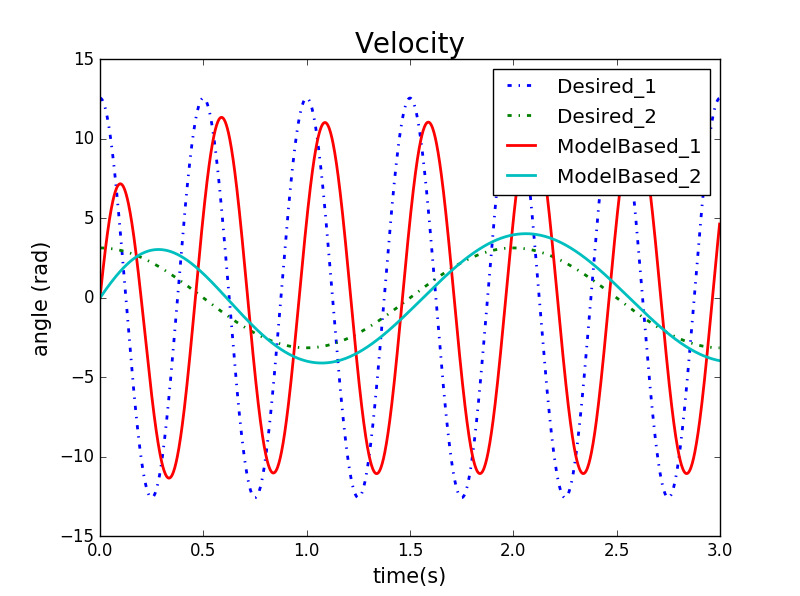 Velocity
Desired_1
Desired_2
ModelBased_1
ModelBased_2
angle (rad)
15
10
5
0
−5
−10
−15
0.0 0.5 1.0 1.5 2.0 2.5 3.0
time(s)